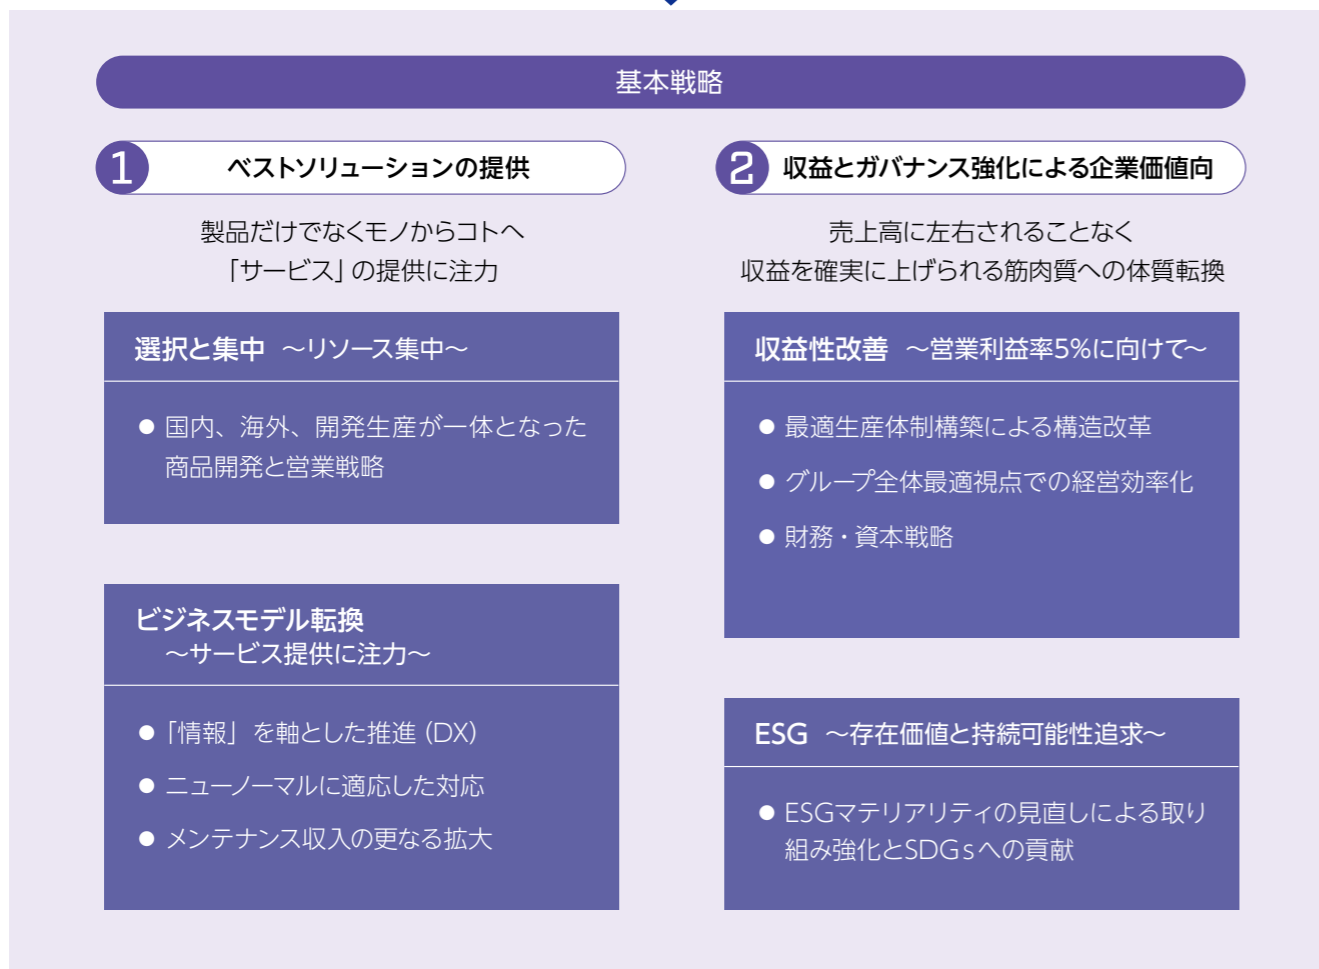 基本戦略
1 ベストソリューションの提供
製品だけでなくモノからコトへ
「サービス」の提供に注力
選択と集中 〜リソース集中〜
● 国内、海外、開発生産が一体となった
商品開発と営業戦略
ビジネスモデル転換
〜サービス提供に注力〜
● 「情報」を軸とした推進（DX）
● ニューノーマルに適応した対応
● メンテナンス収入の更なる拡大
2 収益とガバナンス強化による企業価値向
売上高に左右されることなく
収益を確実に上げられる筋肉質への体質転換
収益性改善 〜営業利益率5%に向けて〜
● 最適生産体制構築による構造改革
● グループ全体最適視点での経営効率化
● 財務・資本戦略
ESG 〜存在価値と持続可能性追求〜
● ESGマテリアリティの見直しによる取り
組み強化とSDGsへの貢献